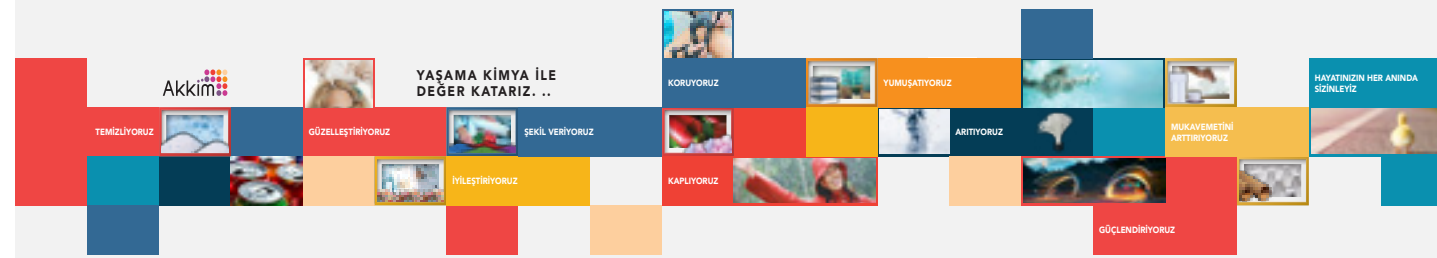 Akkim
YAŞAMA KİMYA İLE
DEĞER KATARIZ. ..
KORUYORUZ
YUMUŞATIYORUZ
HAYATINIZIN HER ANINDA
SİZİNLEYİZ
TEMİZLİYORUZ
GÜZELLEŞTİRİYORUZ
ŞEKİL VERİYORUZ
ARITIYORUZ
MUKAVEMETİNİ
ARTTIRIYORUZ
İYİLEŞTİRİYORUZ
KAPLIYORUZ
GÜÇLENDİRİYORUZ